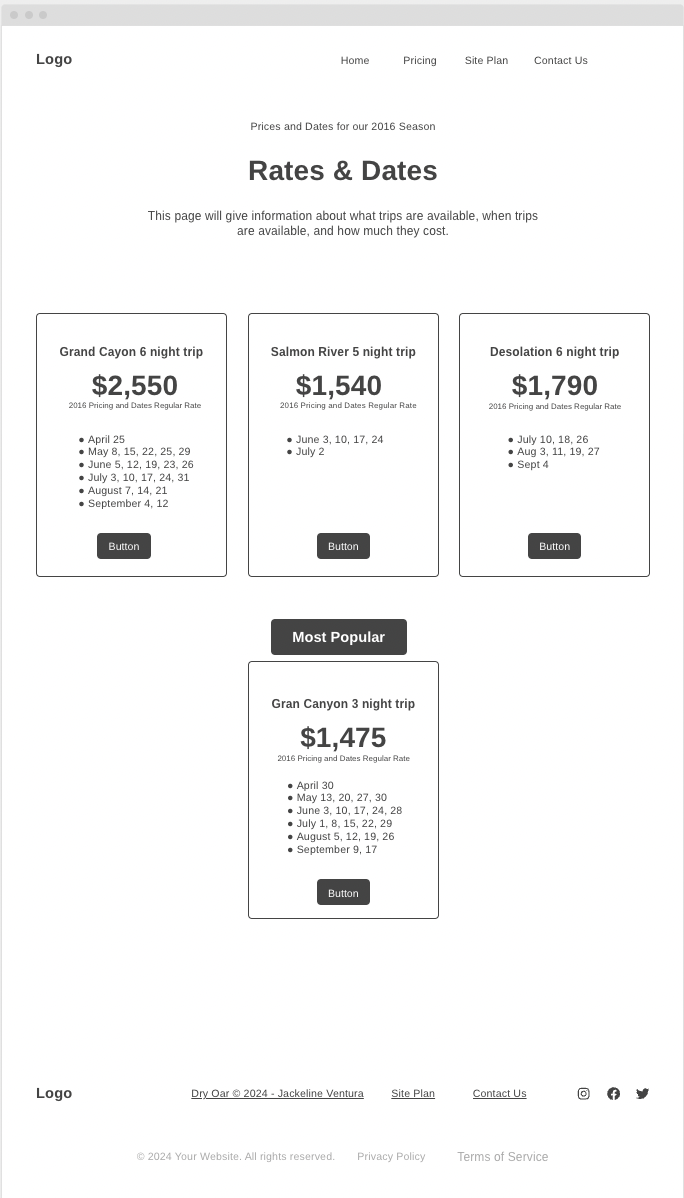 Logo
Home Pricing Site Plan Contact Us
Prices and Dates for our 2016 Season
Rates & Dates
This page will give information about what trips are available, when trips
are available, and how much they cost.
Grand Cayon 6 night trip
$2,550
2016 Pricing and Dates Regular Rate
● April 25
● May 8, 15, 22, 25, 29
● June 5, 12, 19, 23, 26
● July 3, 10, 17, 24, 31
● August 7, 14, 21
● September 4, 12
Button
Salmon River 5 night trip
$1,540
2016 Pricing and Dates Regular Rate
● June 3, 10, 17, 24
● July 2
Button
Desolation 6 night trip
$1,790
2016 Pricing and Dates Regular Rate
● July 10, 18, 26
● Aug 3, 11, 19, 27
● Sept 4
Button
Most Popular
Gran Canyon 3 night trip
$1,475
2016 Pricing and Dates Regular Rate
● April 30
● May 13, 20, 27, 30
● June 3, 10, 17, 24, 28
● July 1, 8, 15, 22, 29
● August 5, 12, 19, 26
● September 9, 17
Button
Logo
Dry Oar © 2024 - Jackeline Ventura Site Plan Contact Us
© 2024 Your Website. All rights reserved. Privacy Policy Terms of Service